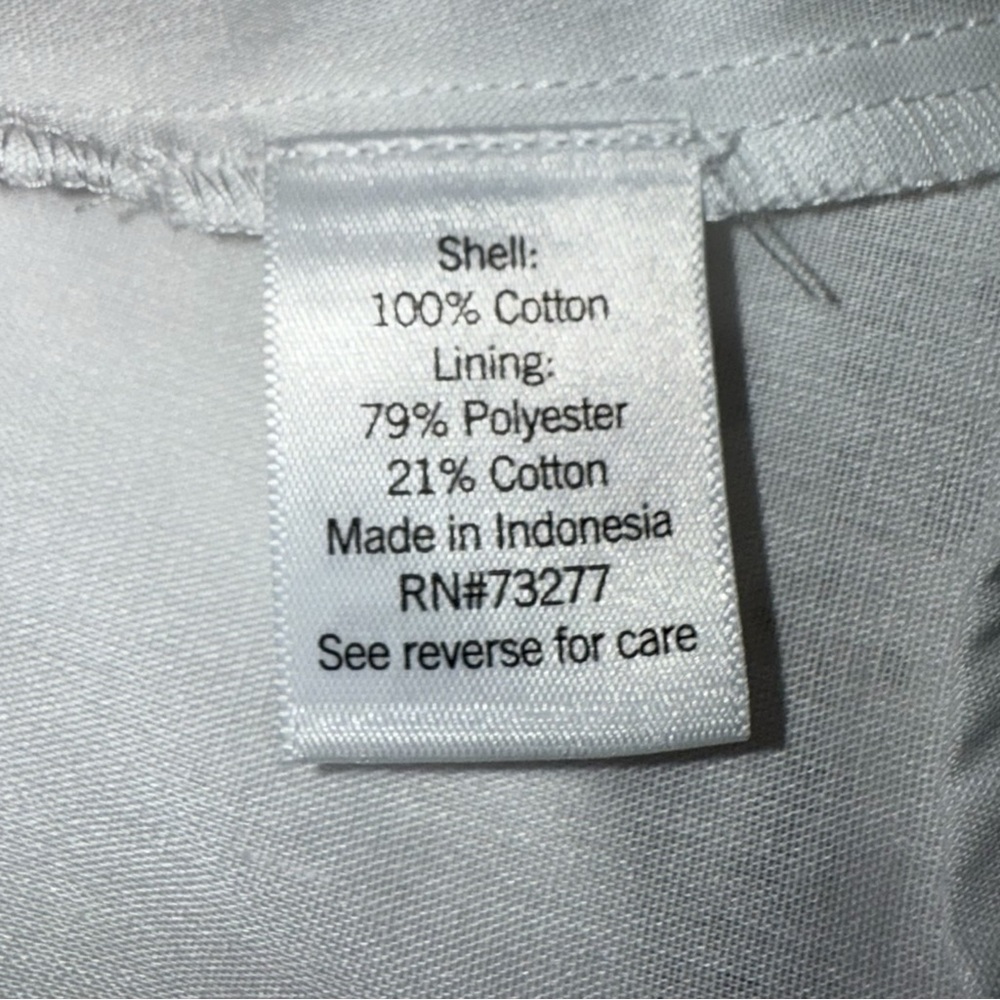 Shell:
100% Cotton
Lining:
79% Polyester
21% Cotton
Made in Indonesia
RN#73277
See reverse for care